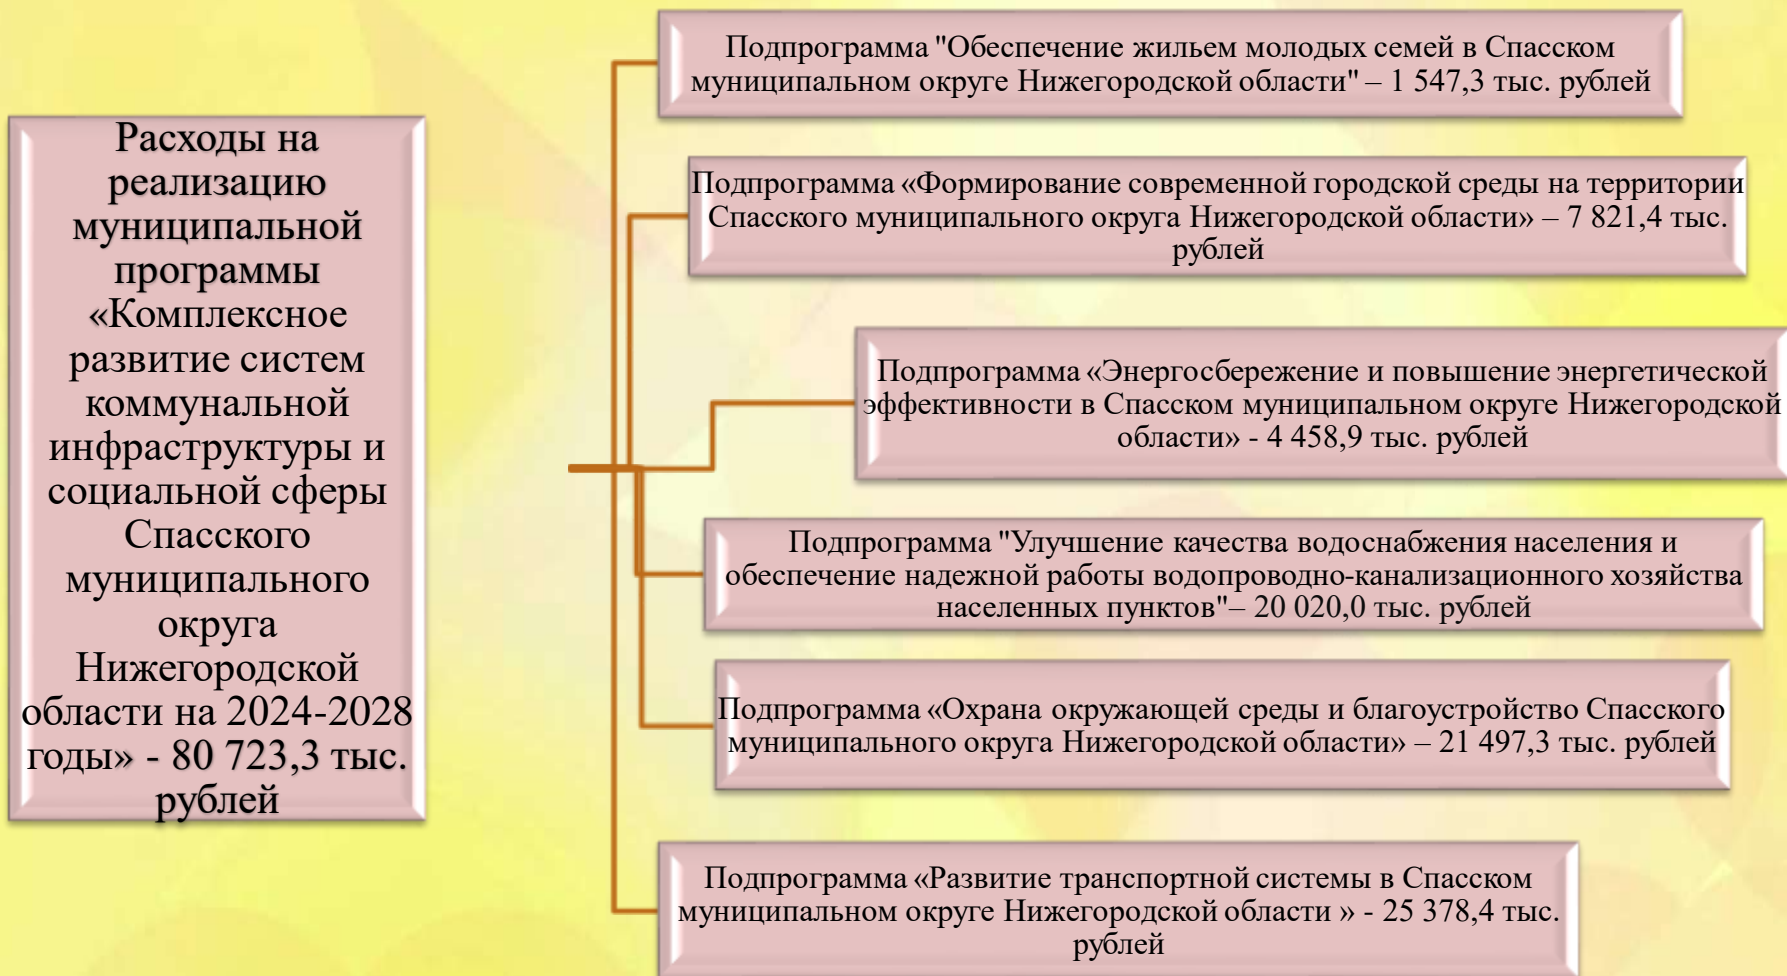 Расходы на
реализацию
муниципальной
программы
«Комплексное
развитие систем
коммунальной
инфраструктуры и
социальной сферы
Спасского
муниципального
округа
Нижегородской
области на 2024-2028
годы» - 80 723,3 тыс.
рублей
Подпрограмма "Обеспечение жильем молодых семей в Спасском
муниципальном округе Нижегородской области" – 1 547,3 тыс. рублей
Подпрограмма «Формирование современной городской среды на территории
Спасского муниципального округа Нижегородской области» – 7 821,4 тыс.
рублей
Подпрограмма «Энергосбережение и повышение энергетической
эффективности в Спасском муниципальном округе Нижегородской
области» - 4 458,9 тыс. рублей
Подпрограмма "Улучшение качества водоснабжения населения и
обеспечение надежной работы водопроводно-канализационного хозяйства
населенных пунктов"– 20 020,0 тыс. рублей
Подпрограмма «Охрана окружающей среды и благоустройство Спасского
муниципального округа Нижегородской области» – 21 497,3 тыс. рублей
Подпрограмма «Развитие транспортной системы в Спасском
муниципальном округе Нижегородской области » - 25 378,4 тыс.
рублей